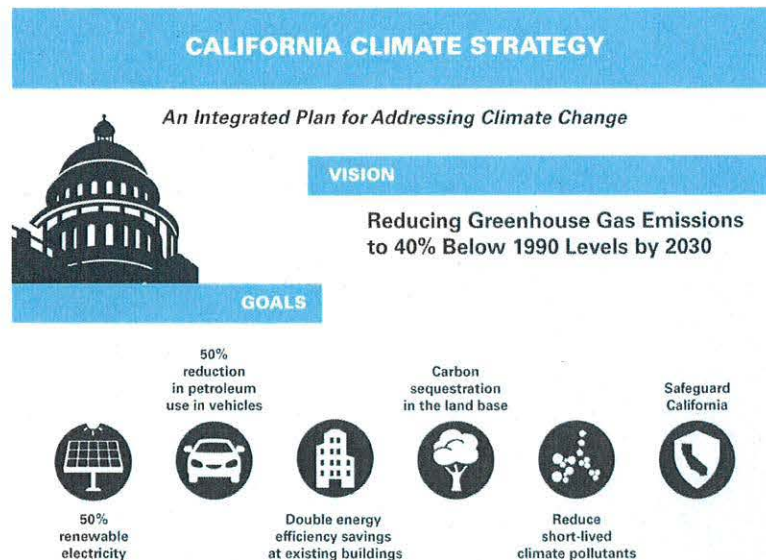 CALIFORNIA CLIMATE STRATEGY
An Integrated Plan for Addressing Climate Change
VISION
Reducing Greenhouse Gas Emissions
to 40% Below 1990 Levels by 2030
GOALS
50%
renewable
electricity
50%
reduction
in petroleum
use in vehicles
Double energy
efficiency savings
at existing buildings
Carbon
sequestration
in the land base
Reduce
short-lived
climate pollutants
Safeguard
California